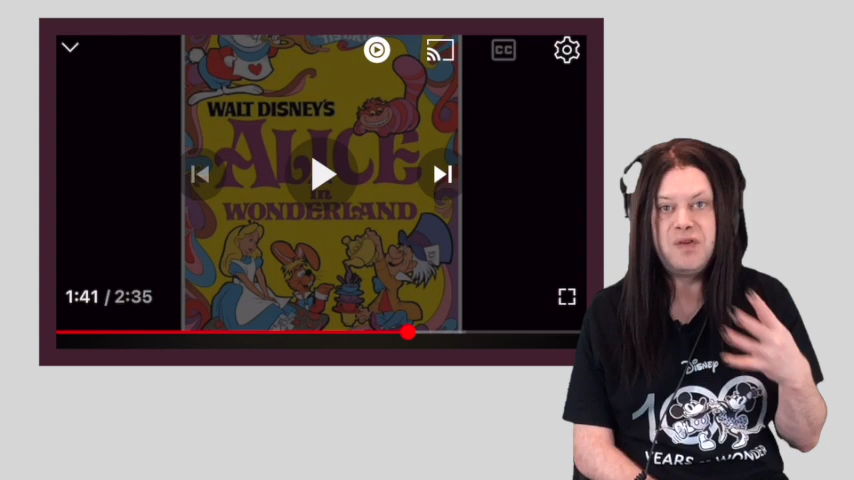 CC
WALT DISNEY'S
ALICE
in
WONDERLAND
1:41 / 2:35
Disney
100
YEARS OF WONDER